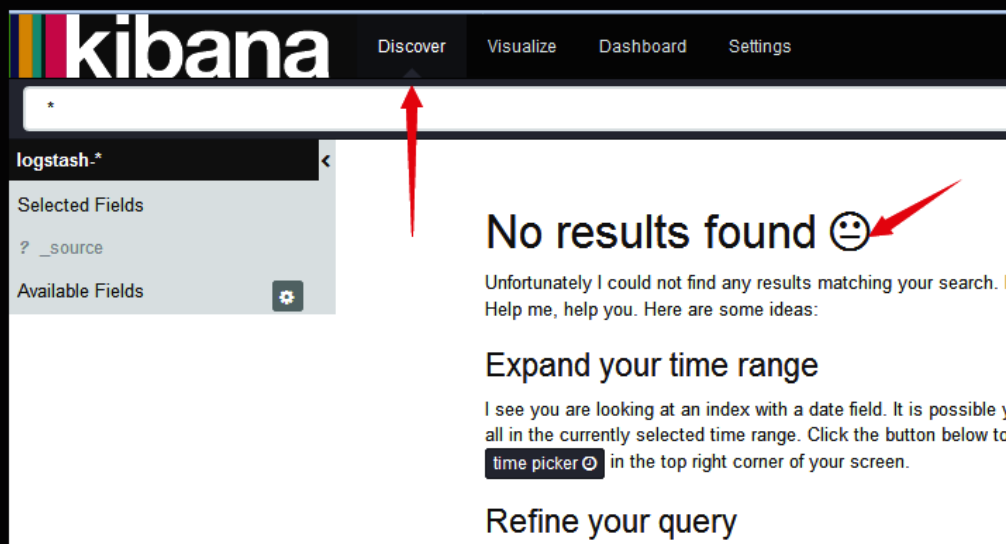 kibana
Discover
Visualize
Dashboard
Settings
*
logstash-*
Selected Fields
? _source
Available Fields
No results found
Unfortunately I could not find any results matching your search.
Help me, help you. Here are some ideas:
Expand your time range
I see you are looking at an index with a date field. It is possible
all in the currently selected time range. Click the button below to
time picker in the top right corner of your screen.
Refine your query